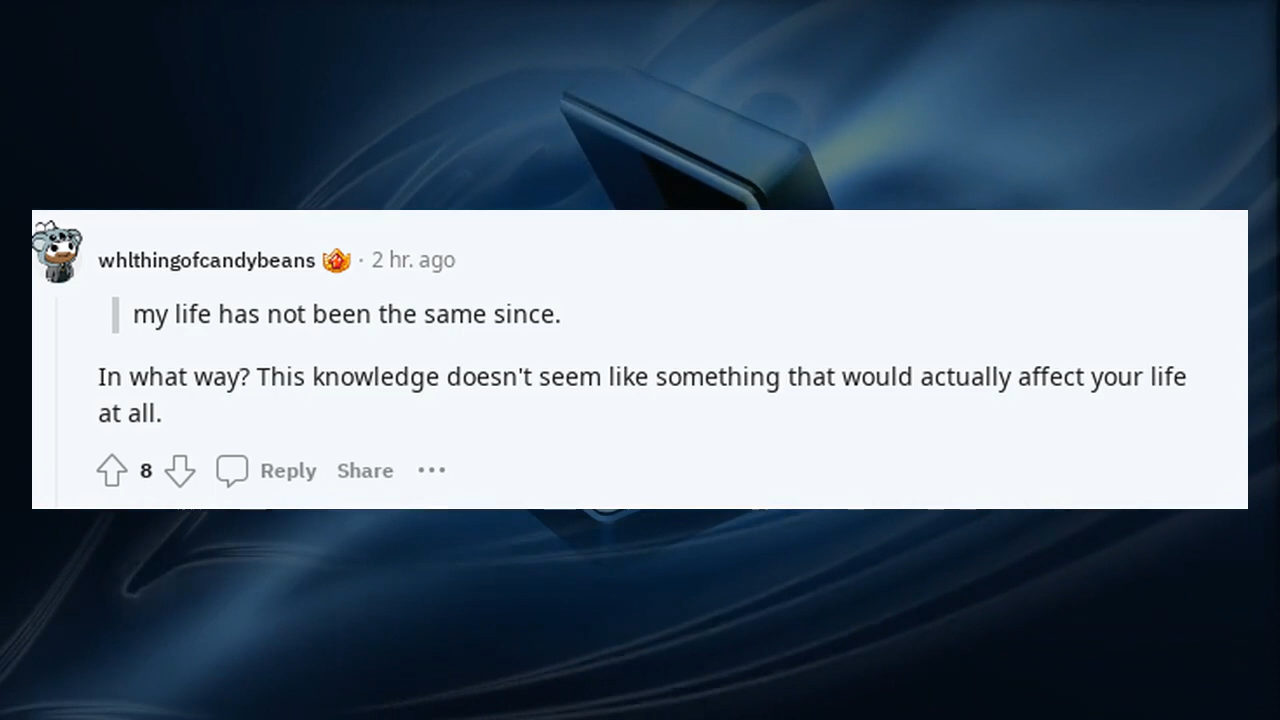 whlthingofcandybeans · 2 hr. ago
my life has not been the same since.
In what way? This knowledge doesn't seem like something that would actually affect your life
at all.
8 Reply Share ···